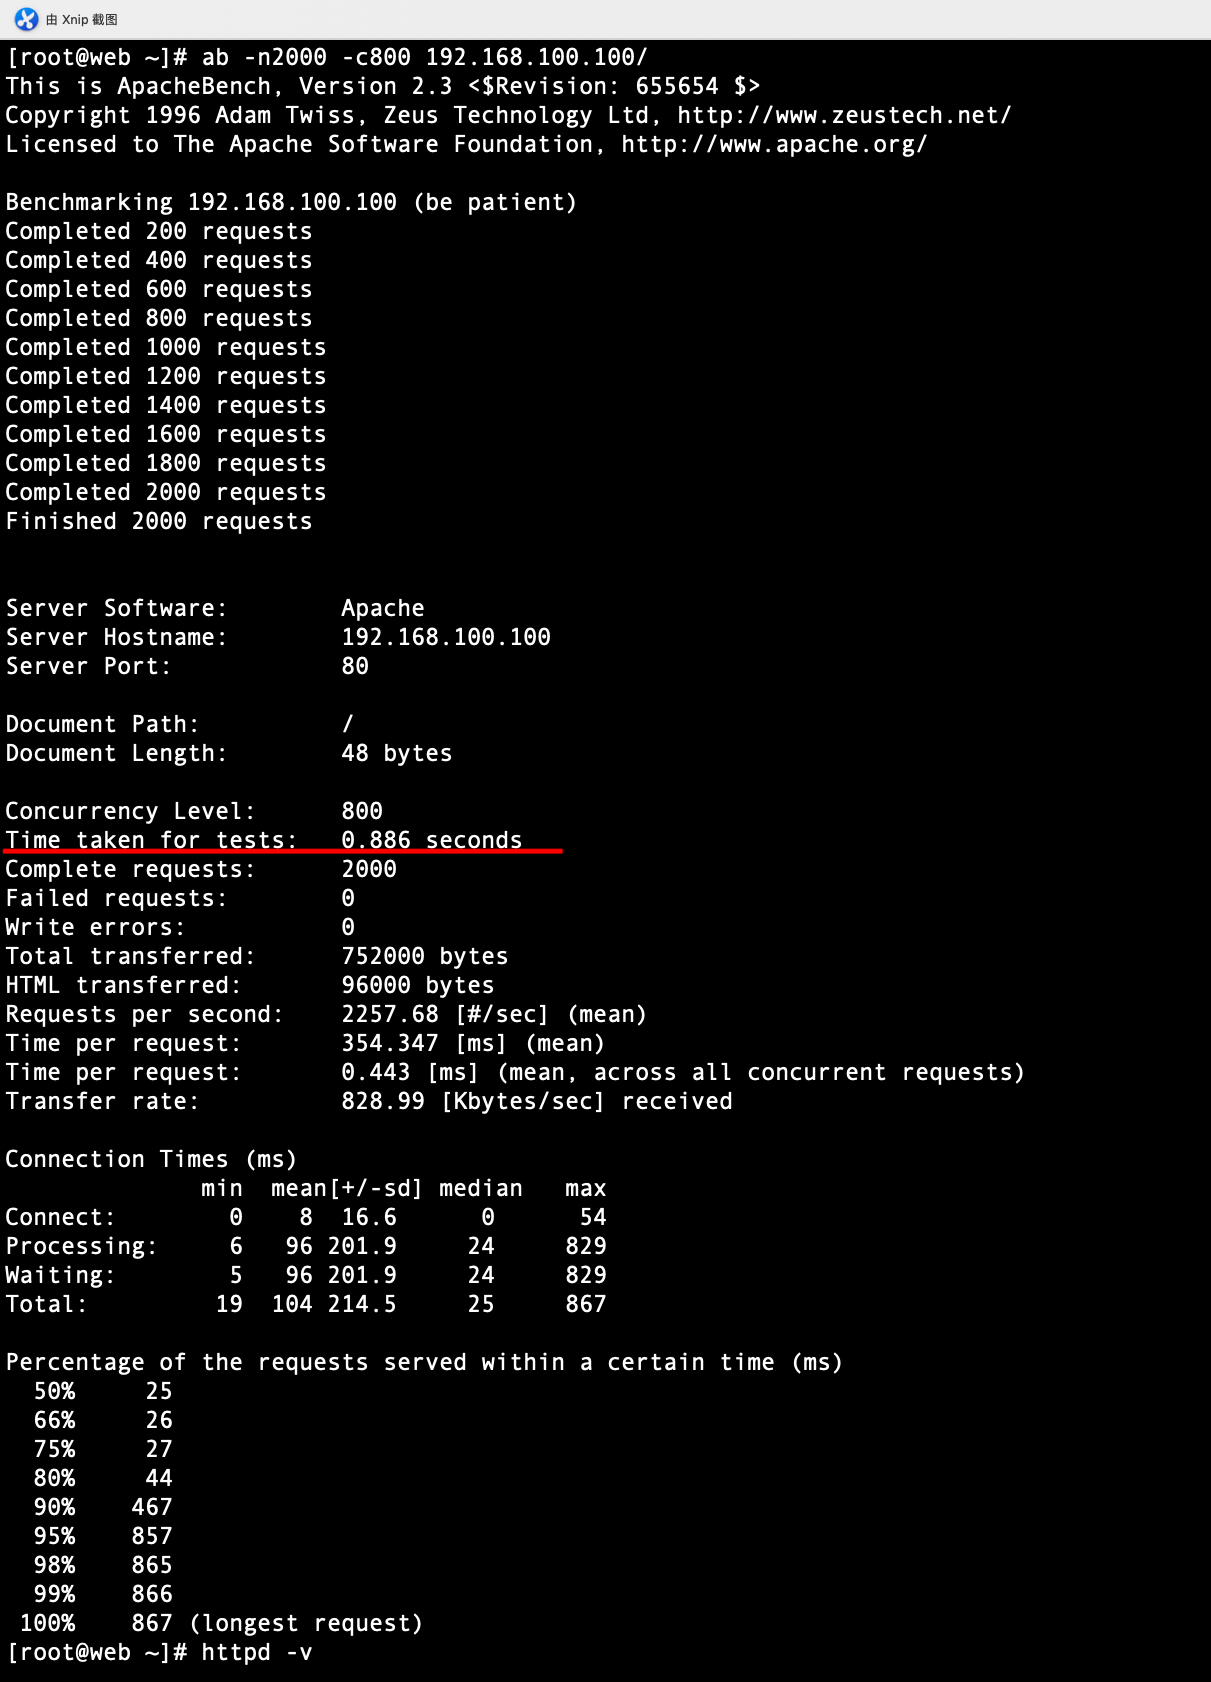 由 Xnip 截图
[root@web ~]# ab -n2000 -c800 192.168.100.100/
This is ApacheBench, Version 2.3 <$Revision: 655654 $>
Copyright 1996 Adam Twiss, Zeus Technology Ltd, http://www.zeustech.net/
Licensed to The Apache Software Foundation, http://www.apache.org/
Benchmarking 192.168.100.100 (be patient)
Completed 200 requests
Completed 400 requests
Completed 600 requests
Completed 800 requests
Completed 1000 requests
Completed 1200 requests
Completed 1400 requests
Completed 1600 requests
Completed 1800 requests
Completed 2000 requests
Finished 2000 requests
Server Software:        Apache
Server Hostname:        192.168.100.100
Server Port:            80
Document Path:          /
Document Length:        48 bytes
Concurrency Level:      800
Time taken for tests:   0.886 seconds
Complete requests:      2000
Failed requests:        0
Write errors:           0
Total transferred:      752000 bytes
HTML transferred:       96000 bytes
Requests per second:    2257.68 [#/sec] (mean)
Time per request:       354.347 [ms] (mean)
Time per request:       0.443 [ms] (mean, across all concurrent requests)
Transfer rate:          828.99 [Kbytes/sec] received
Connection Times (ms)
              min  mean[+/-sd] median   max
Connect:        0    8  16.6      0      54
Processing:     6   96 201.9     24     829
Waiting:        5   96 201.9     24     829
Total:         19  104 214.5     25     867
Percentage of the requests served within a certain time (ms)
  50%     25
  66%     26
  75%     27
  80%     44
  90%    467
  95%    857
  98%    865
  99%    866
 100%    867 (longest request)
[root@web ~]# httpd -v